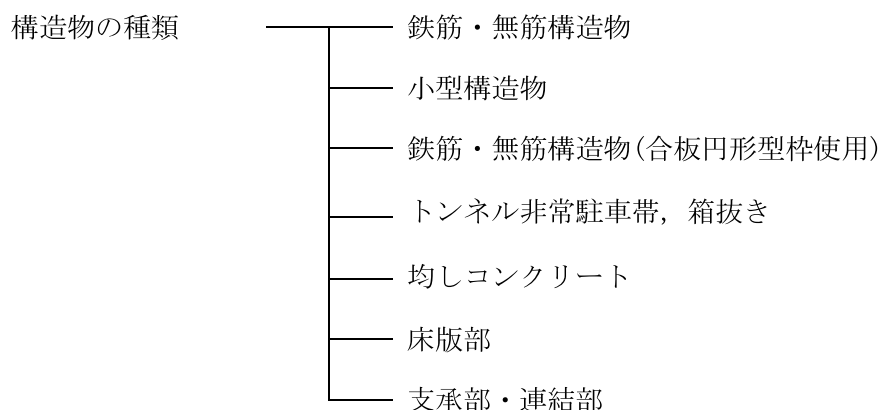 構造物の種類
鉄筋・無筋構造物
小型構造物
鉄筋・無筋構造物(合板円形型枠使用)
トンネル非常駐車帯，箱抜き
均しコンクリート
床版部
支承部・連結部